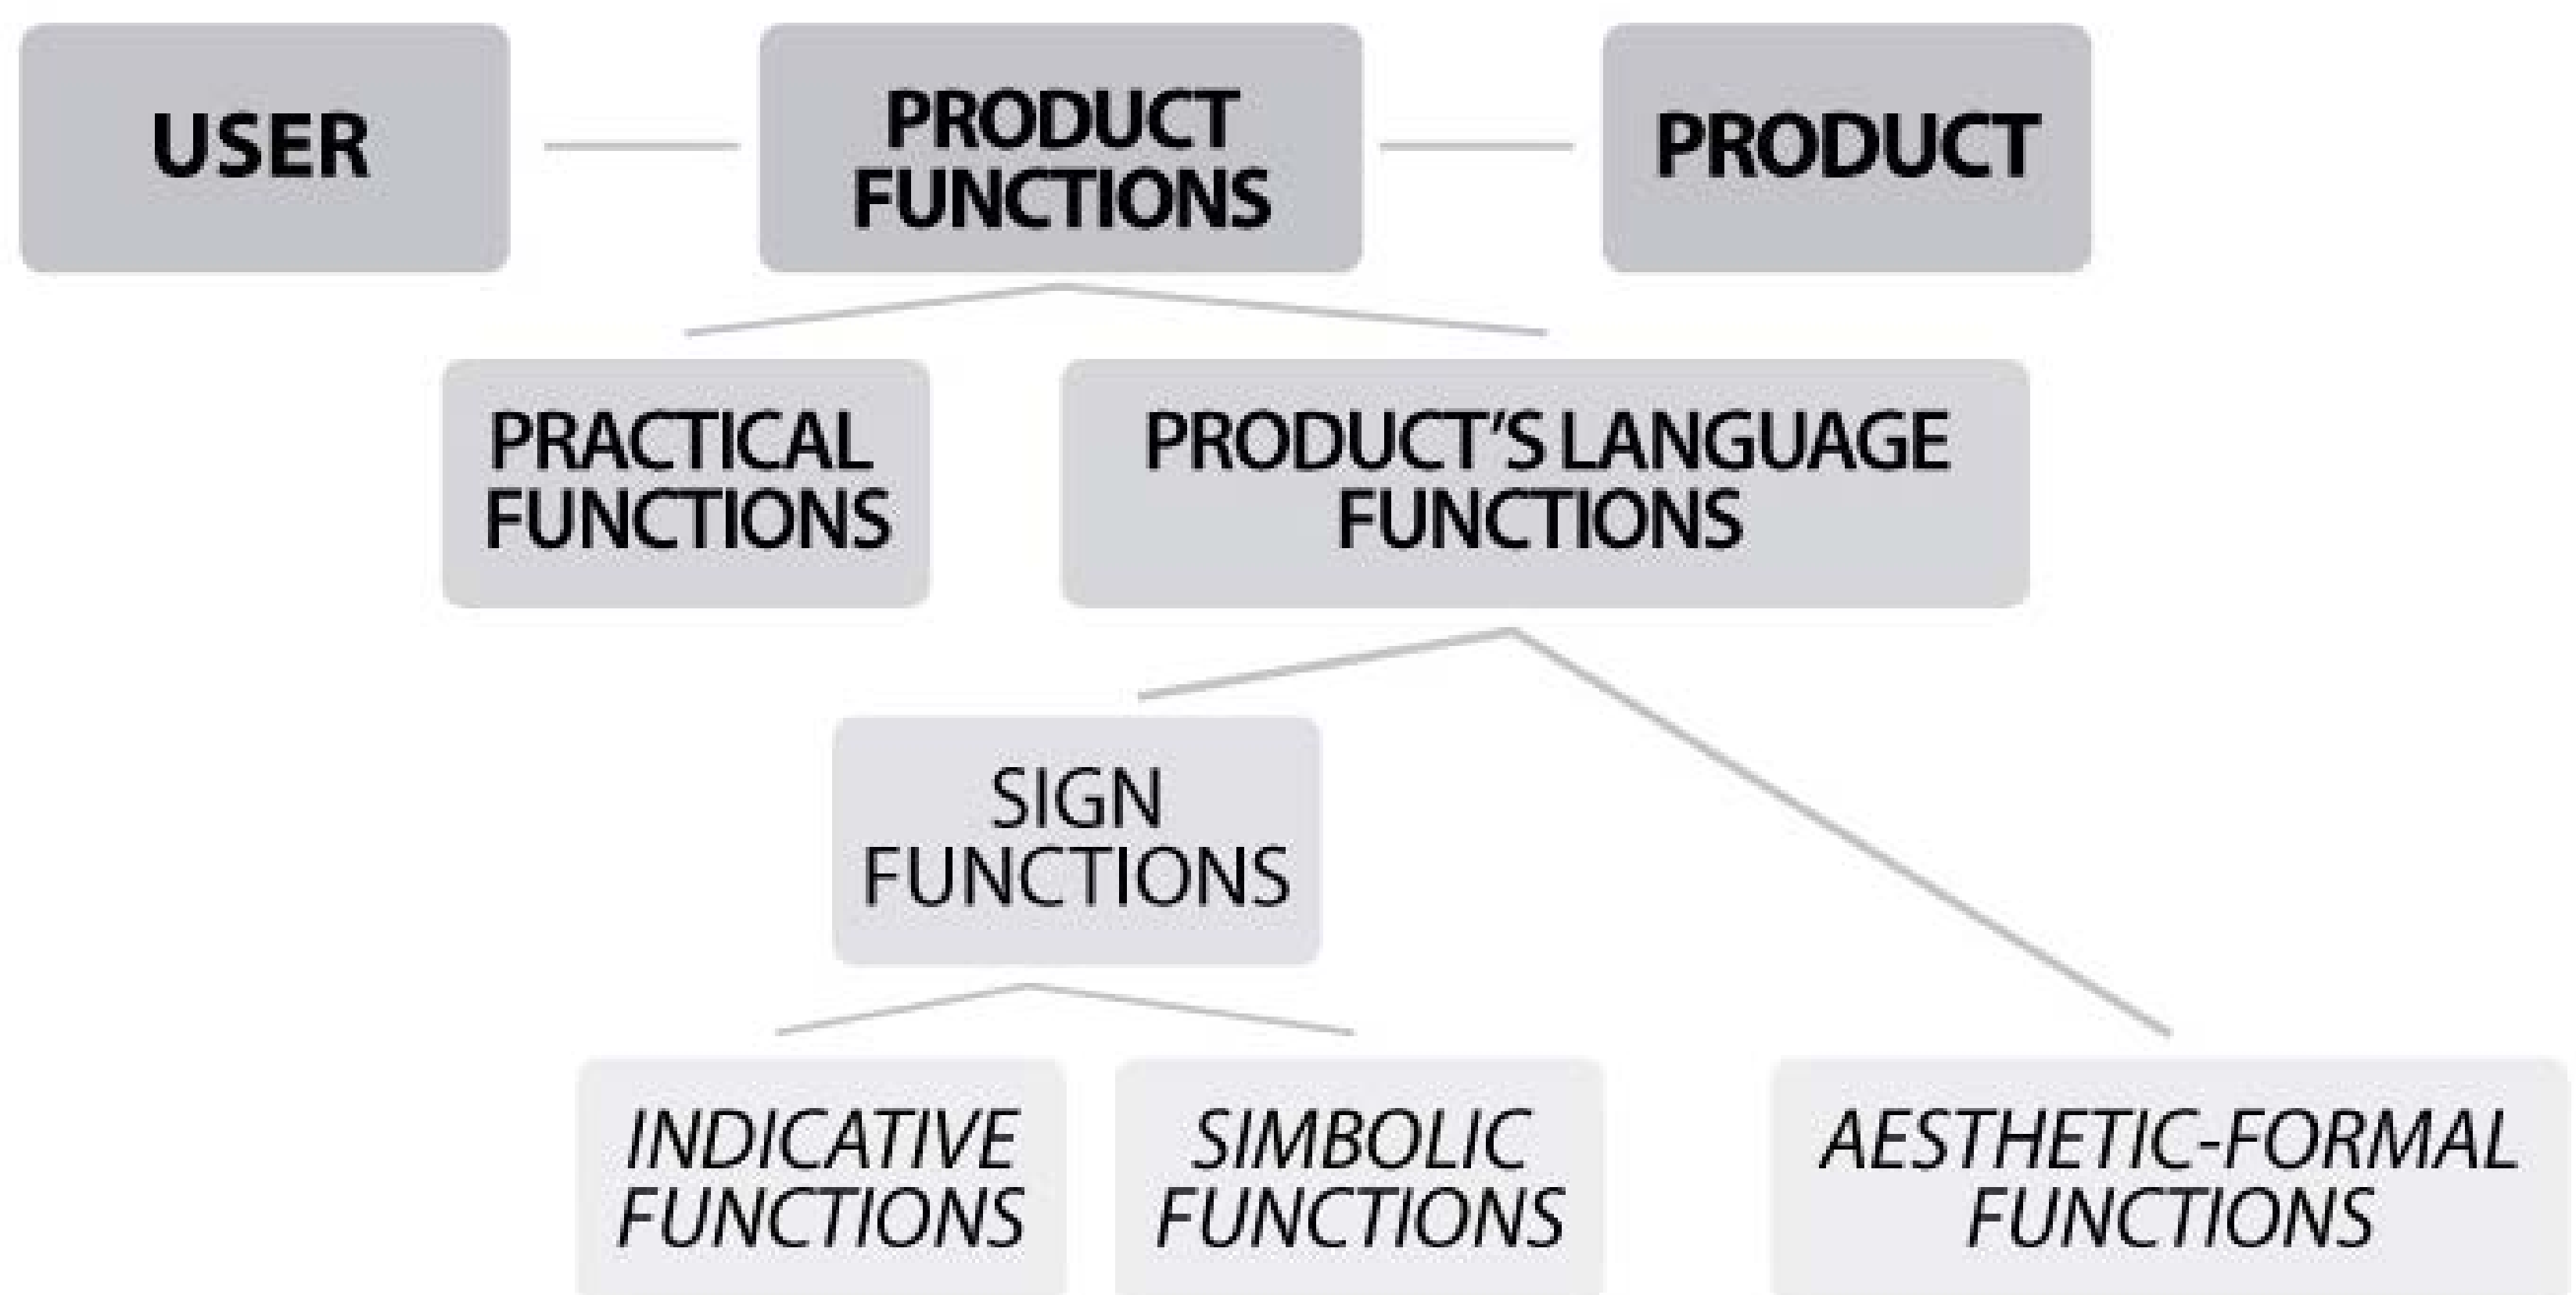 USER
PRODUCT
FUNCTIONS
PRODUCT
PRACTICAL
FUNCTIONS
PRODUCT’S LANGUAGE
FUNCTIONS
SIGN
FUNCTIONS
INDICATIVE
FUNCTIONS
SIMBOLIC
FUNCTIONS
AESTHETIC-FORMAL
FUNCTIONS